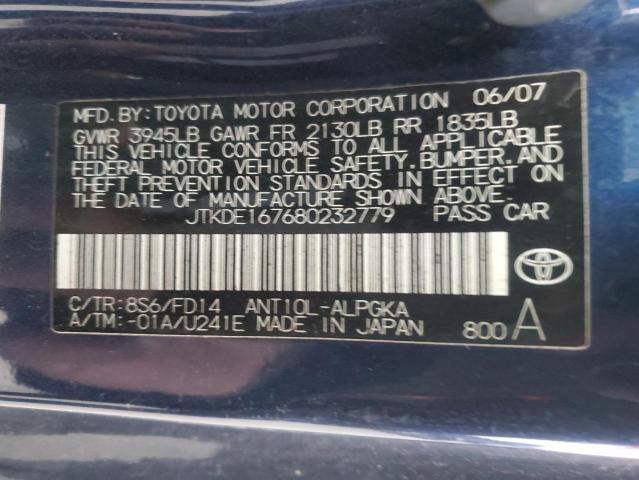 MFD. BY: TOYOTA MOTOR CORPORATION 06/07
GVWR 3945LB GAWR FR 2130LB RR 1835LB
THIS VEHICLE CONFORMS TO ALL APPLICABLE
FEDERAL MOTOR VEHICLE SAFETY, BUMPER, AND
THEFT PREVENTION STANDARDS IN EFFECT ON
THE DATE OF MANUFACTURE SHOWN ABOVE.
JTKDE167680232779 PASS CAR
C/TR: 8S6/FD14 ANT10L-ALPGKA
A/TM: -01A/U241E MADE IN JAPAN 800 A